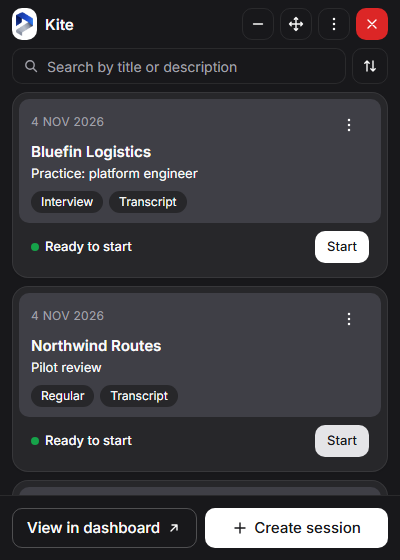 Kite
Search by title or description
4 NOV 2026
Bluefin Logistics
Practice: platform engineer
Interview Transcript
Ready to start Start
4 NOV 2026
Northwind Routes
Pilot review
Regular Transcript
Ready to start Start
View in dashboard Create session